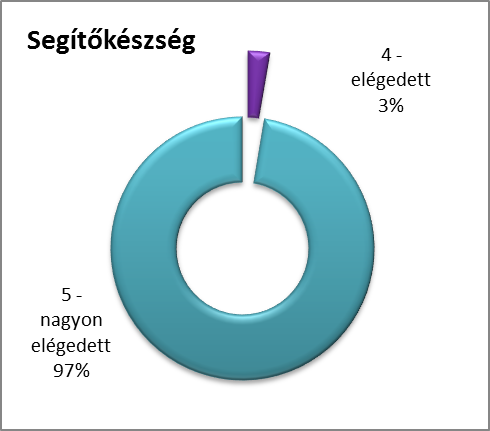 Segítőkészség
4 -
elégedett
3%
5 -
nagyon
elégedett
97%